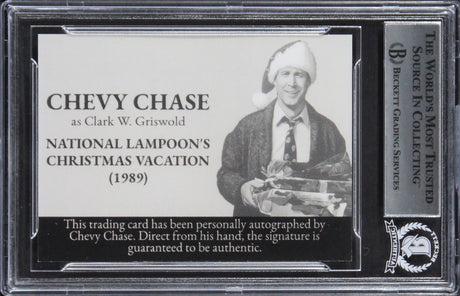 CHEVY CHASE
as Clark W. Griswold
NATIONAL LAMPOON'S
CHRISTMAS VACATION
(1989)
This trading card has been personally autographed by
Chevy Chase. Direct from his hand, the signature is
guaranteed to be authentic.
THE WORLD'S MOST TRUSTED
SOURCE IN COLLECTING™
BECKETT GRADING SERVICES